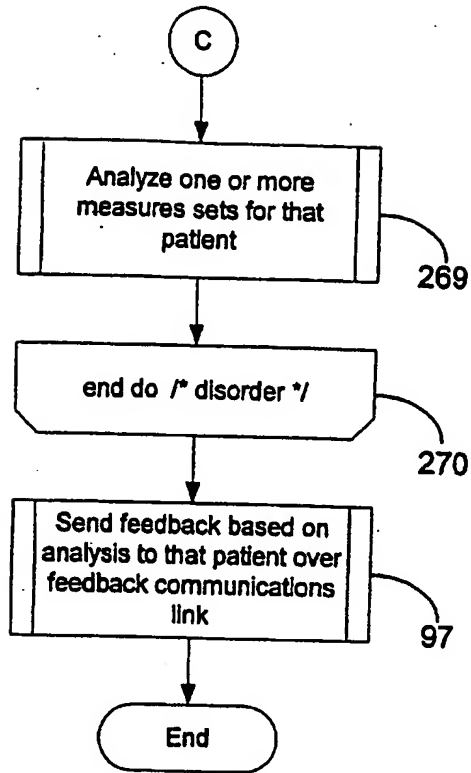 C
Analyze one or more
measures sets for that
patient
269
end do /* disorder */
270
Send feedback based on
analysis to that patient over
feedback communications
link
97
End